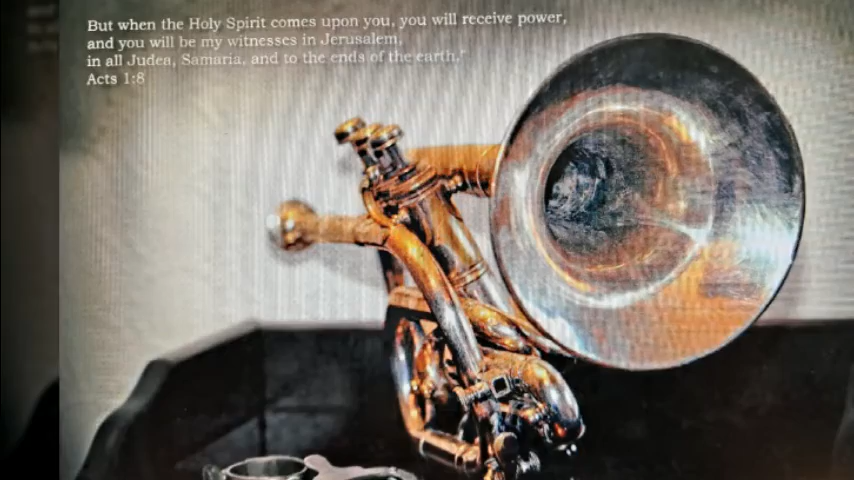 But when the Holy Spirit comes upon you, you will receive power,
and you will be my witnesses in Jerusalem,
in all Judea, Samaria, and to the ends of the earth."
Acts 1:8